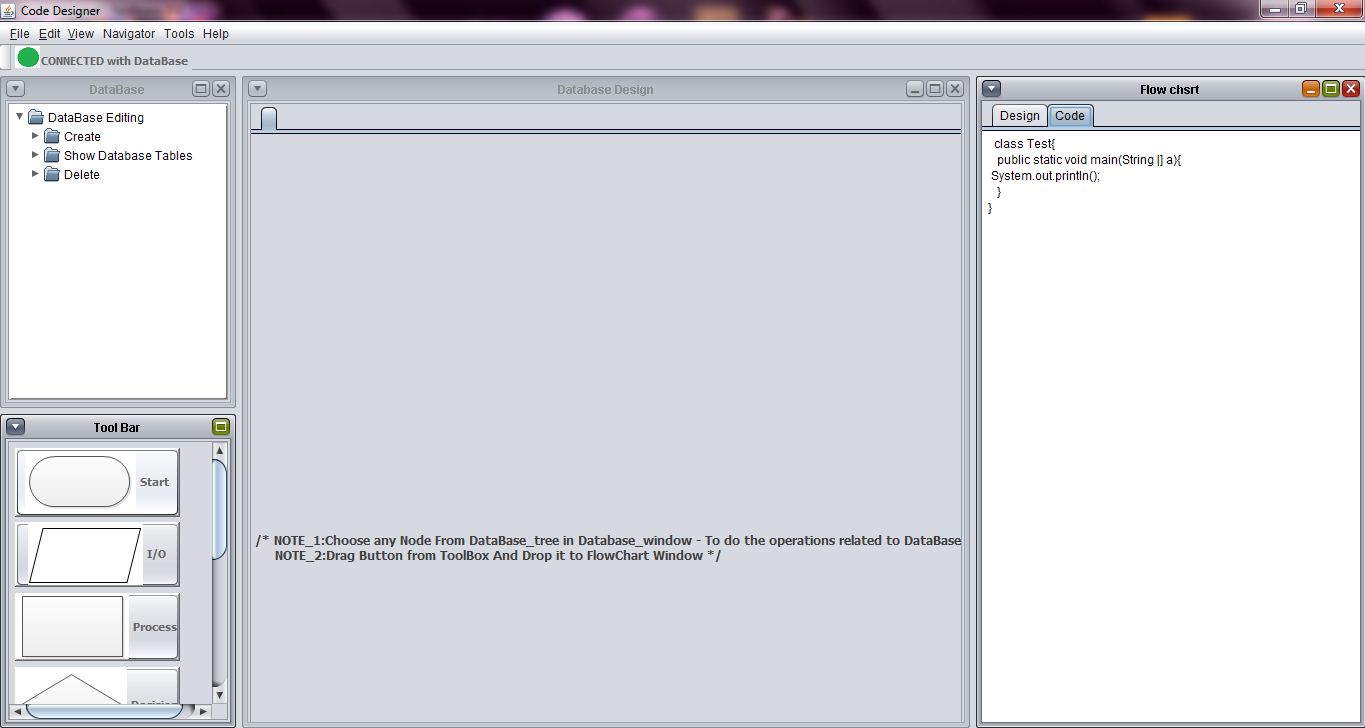 Code Designer
File Edit View Navigator Tools Help
CONNECTED with DataBase
DataBase
DataBase Editing
Create
Show Database Tables
Delete
Tool Bar
Start
I/O
Process
Database Design
/* NOTE_1:Choose any Node From DataBase_tree in Database_window - To do the operations related to DataBase
NOTE_2:Drag Button from ToolBox And Drop it to FlowChart Window */
Flow chsrt
Design Code
class Test{
public static void main(String [] a){
System.out.println();
}
}